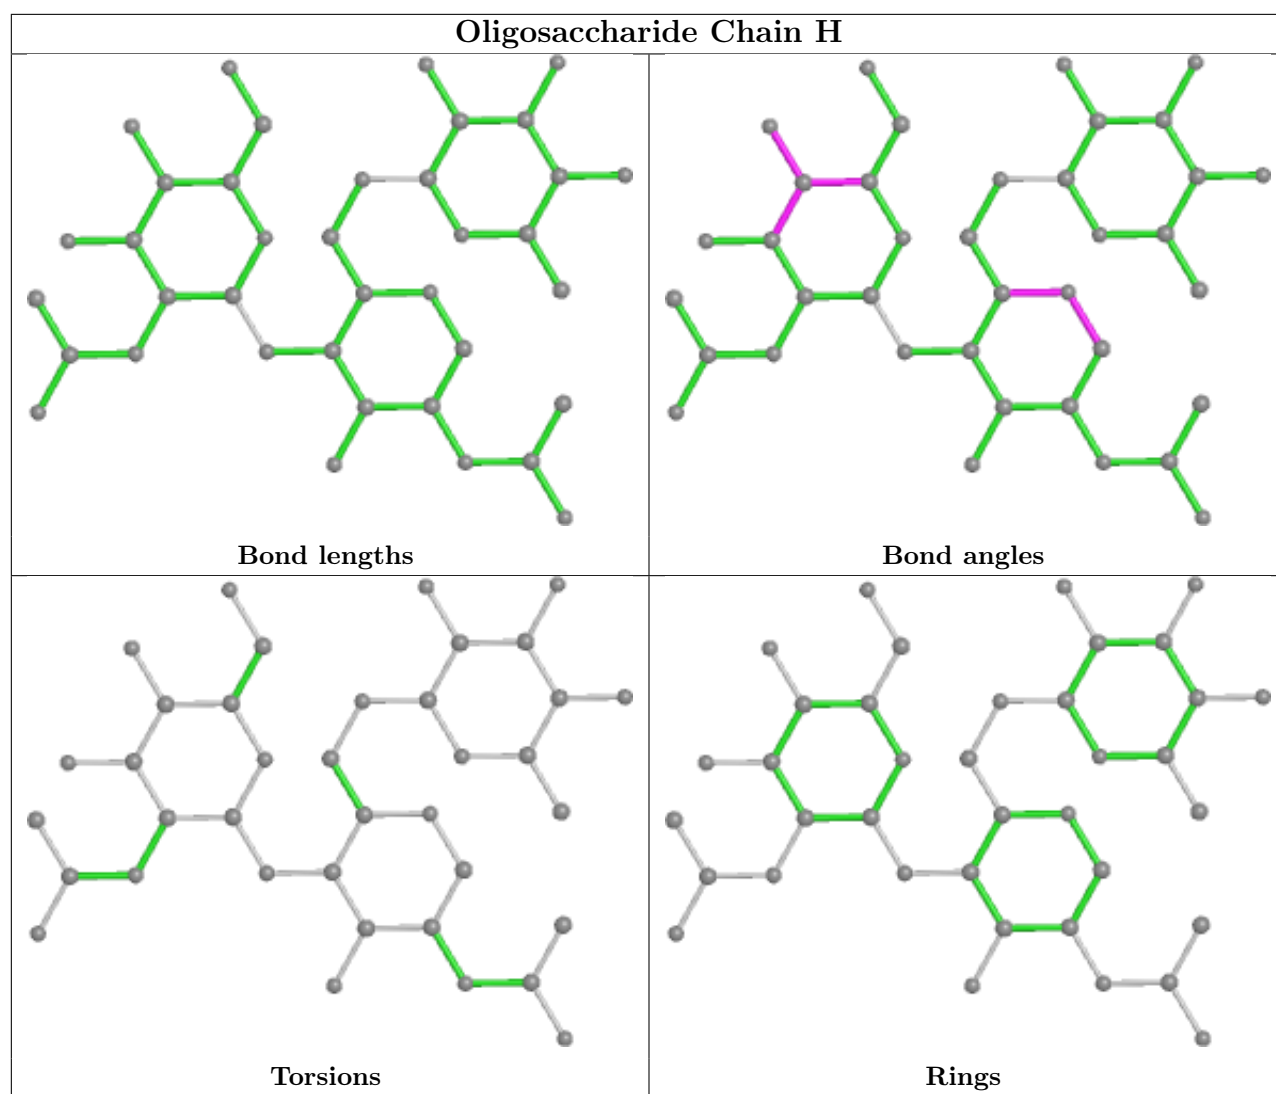 Oligosaccharide Chain H
Bond lengths
Bond angles
Torsions
Rings